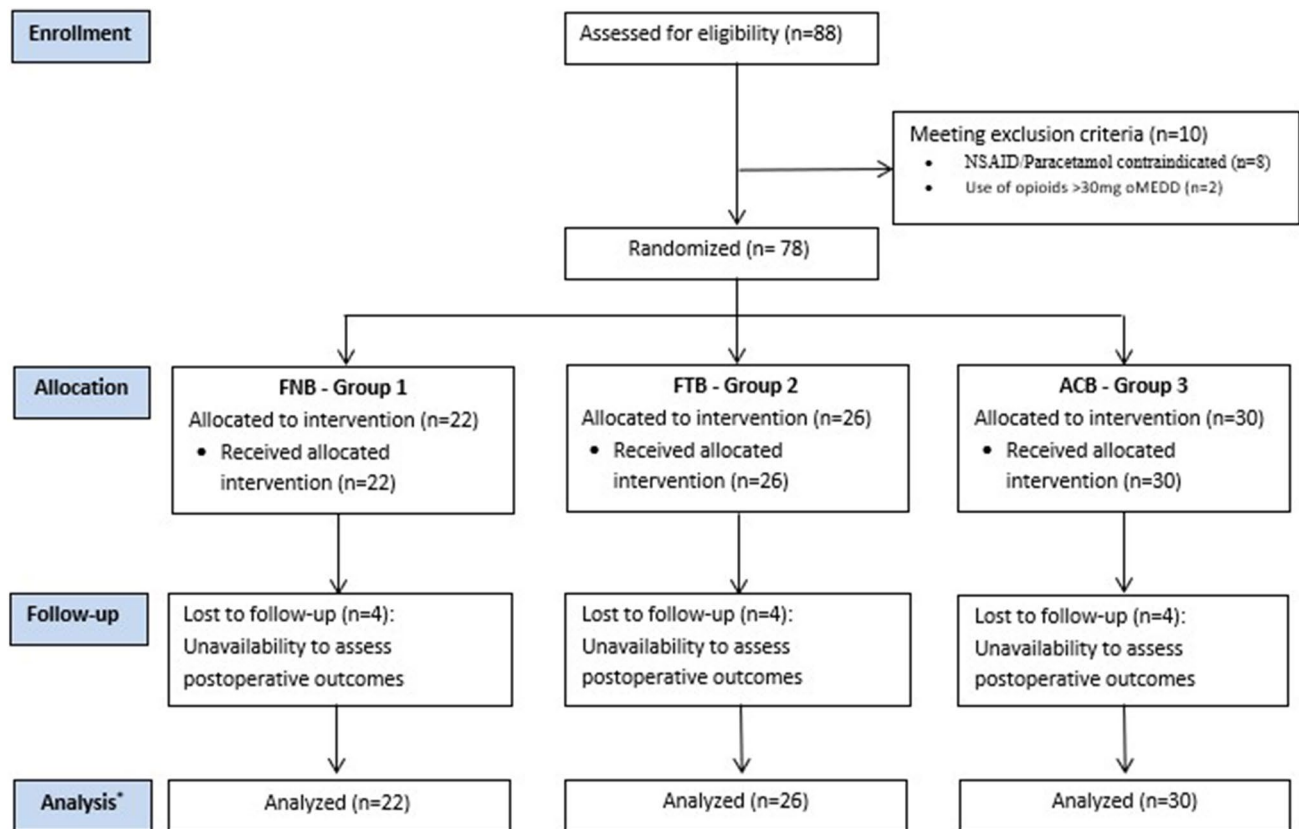 Enrollment
Assessed for eligibility (n=88)
Meeting exclusion criteria (n=10)
• NSAID/Paracetamol contraindicated (n=8)
• Use of opioids >30mg oMEDD (n=2)
Randomized (n= 78)
Allocation
FNB - Group 1
Allocated to intervention (n=22)
• Received allocated
intervention (n=22)
FTB - Group 2
Allocated to intervention (n=26)
• Received allocated
intervention (n=26)
ACB - Group 3
Allocated to intervention (n=30)
• Received allocated
intervention (n=30)
Follow-up
Lost to follow-up (n=4):
Unavailability to assess
postoperative outcomes
Lost to follow-up (n=4):
Unavailability to assess
postoperative outcomes
Lost to follow-up (n=4):
Unavailability to assess
postoperative outcomes
Analysis*
Analyzed (n=22)
Analyzed (n=26)
Analyzed (n=30)